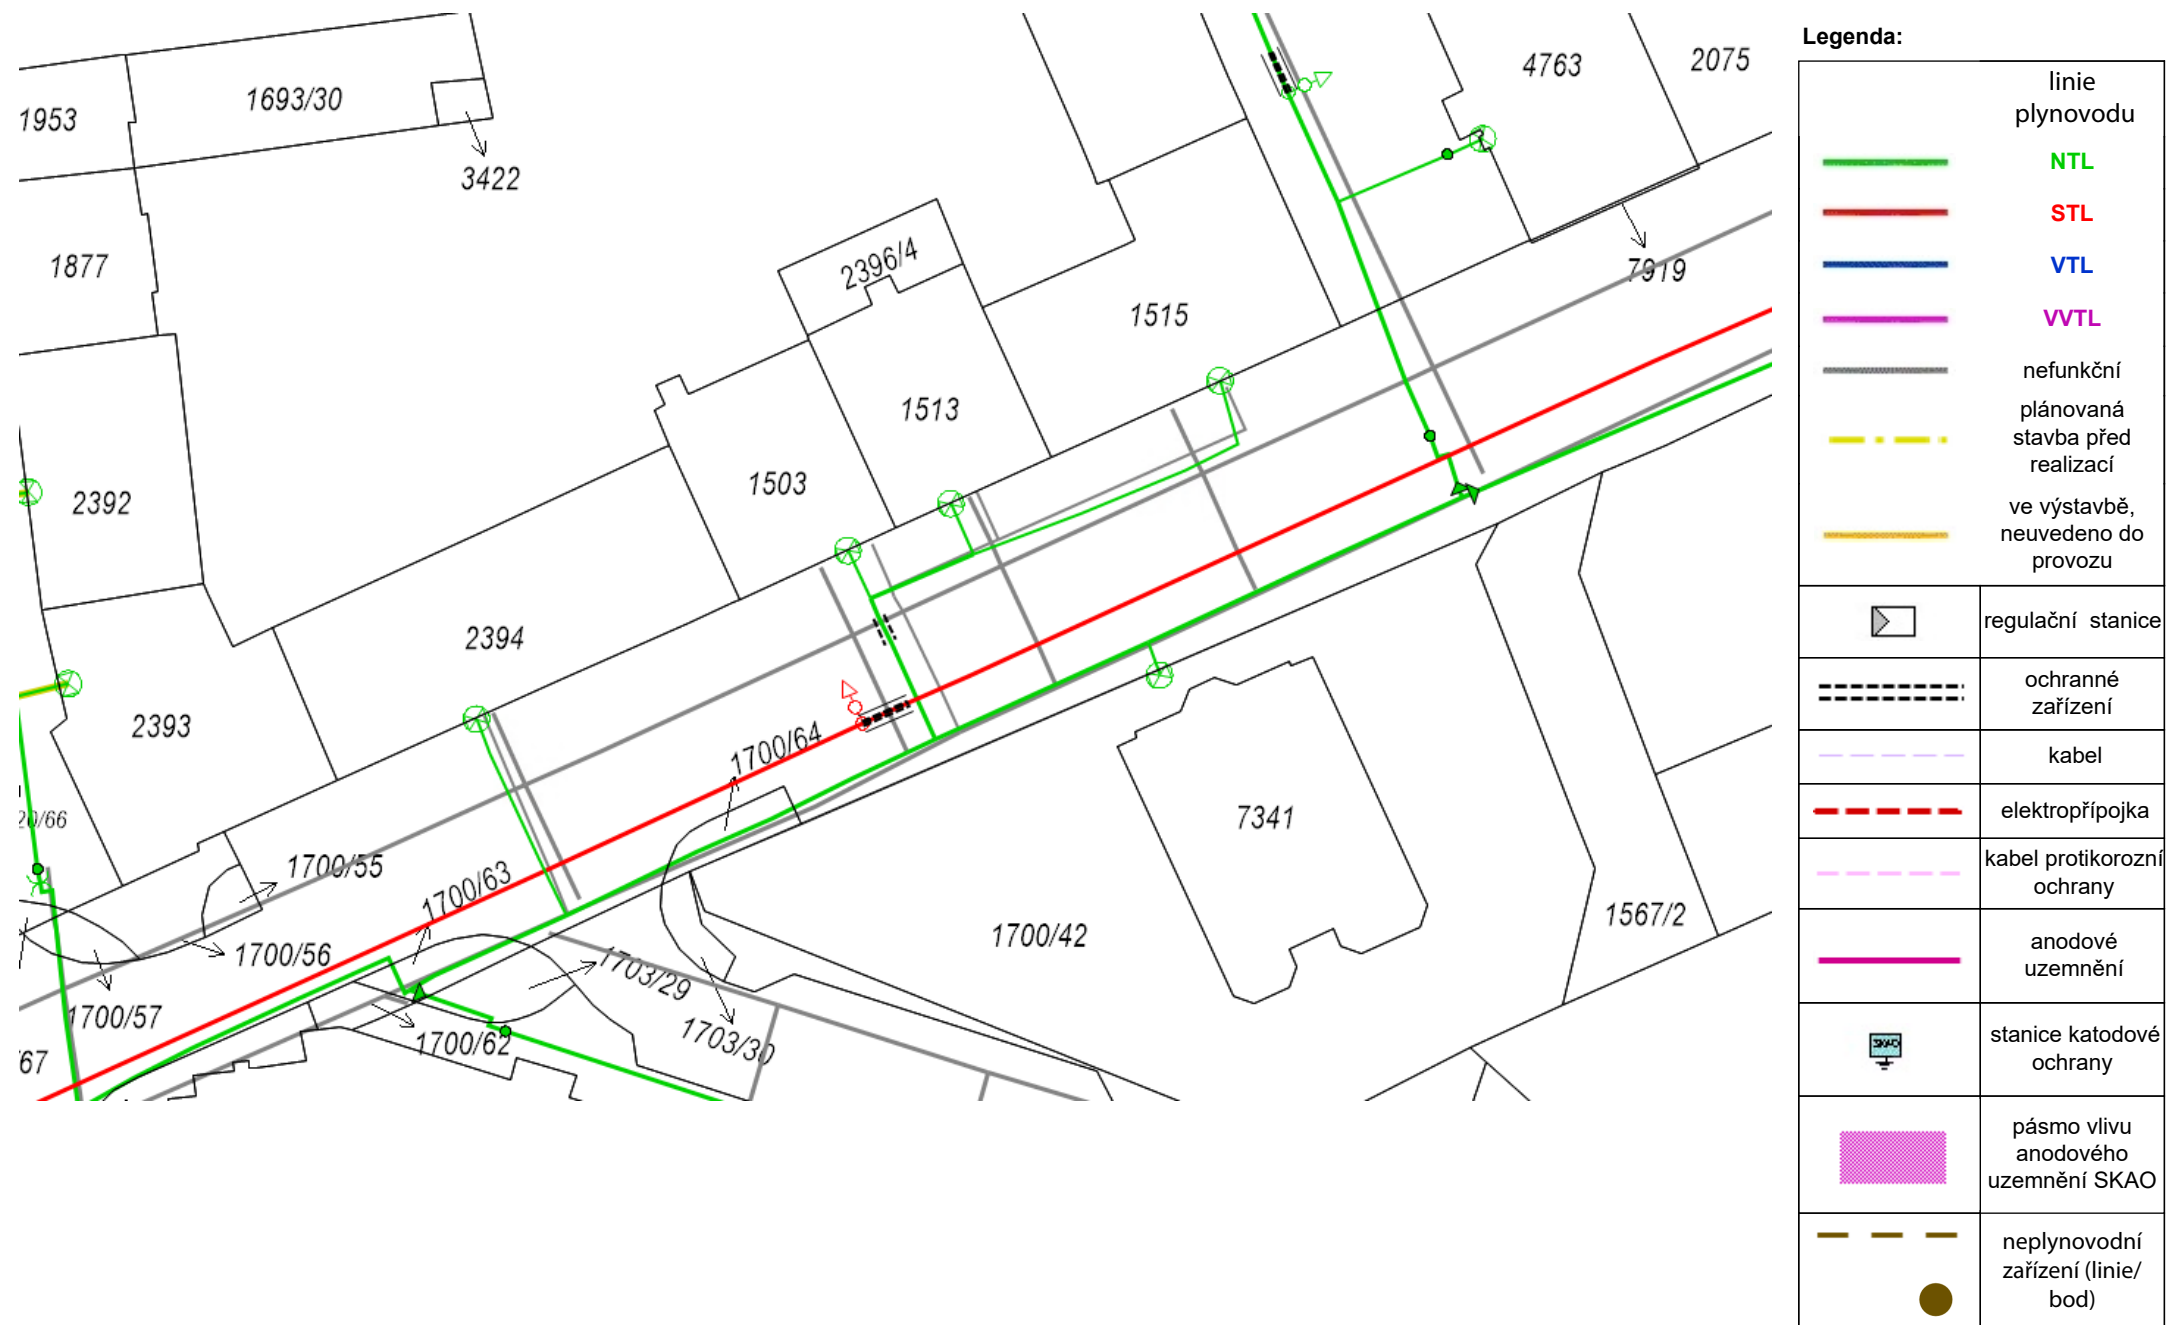 1953
1693/30
3422
1877
2392
2393
20/66
67
1700/57
1700/56
1700/55
1700/63
1700/62
1703/29
1703/30
1700/64
2394
1503
1513
2396/4
1515
4763
2075
7919
7341
1700/42
1567/2
Legenda:
linie
plynovodu
NTL
STL
VTL
VVTL
nefunkční
plánovaná
stavba před
realizací
ve výstavbě,
neuvedeno do
provozu
regulační stanice
ochranné
zařízení
kabel
elektropřípojka
kabel protikorozní
ochrany
anodové
uzemnění
SKAO
stanice katodové
ochrany
pásmo vlivu
anodového
uzemnění SKAO
neplynovodní
zařízení (linie/
bod)